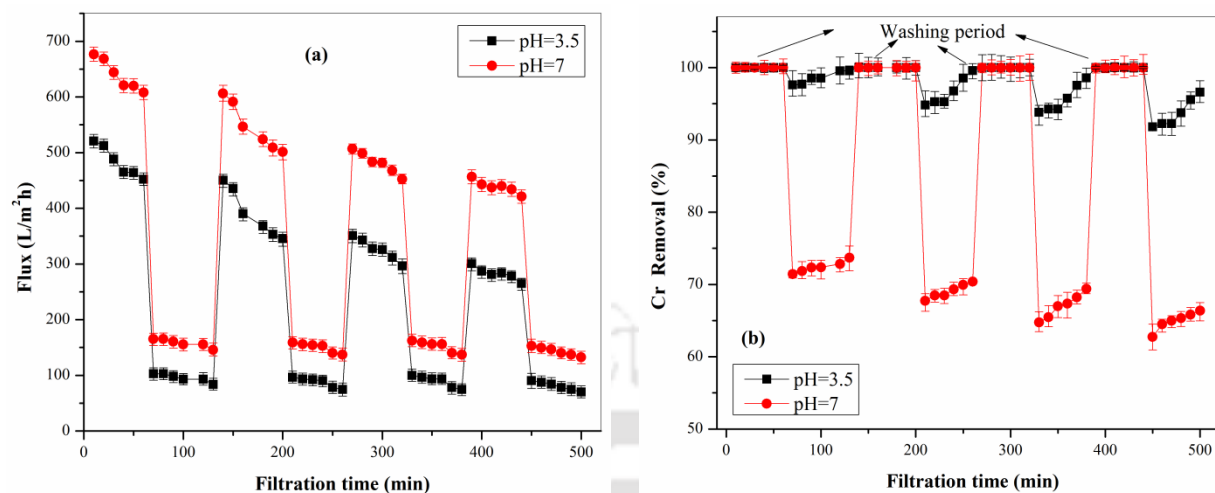 (a)
pH=3.5
pH=7
Flux (L/m²h)
700
600
500
400
300
200
100
0
0 100 200 300 400 500
Filtration time (min)
Washing period
(b)
pH=3.5
pH=7
Cr Removal (%)
100
90
80
70
60
50
0 100 200 300 400 500
Filtration time (min)